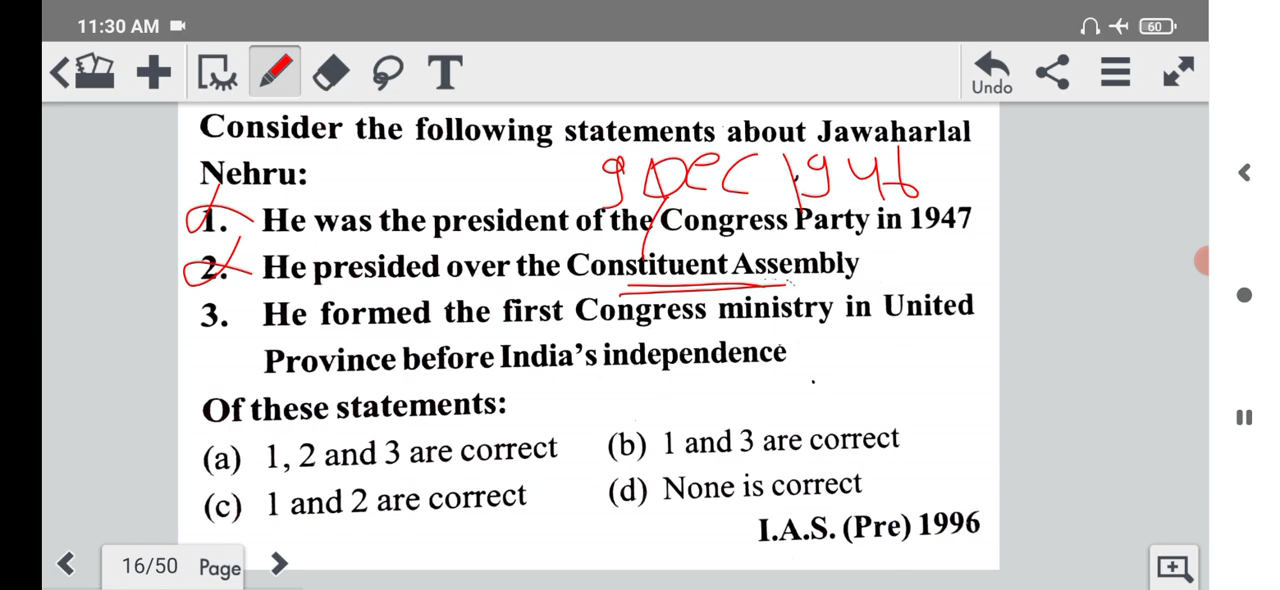 11:30 AM
60
T
Undo
Consider the following statements about Jawaharlal
Nehru:
9 Dec 1946
1. He was the president of the Congress Party in 1947
2. He presided over the Constituent Assembly
3. He formed the first Congress ministry in United
Province before India's independence
Of these statements:
(a) 1, 2 and 3 are correct (b) 1 and 3 are correct
(c) 1 and 2 are correct (d) None is correct
I.A.S. (Pre) 1996
16/50 Page